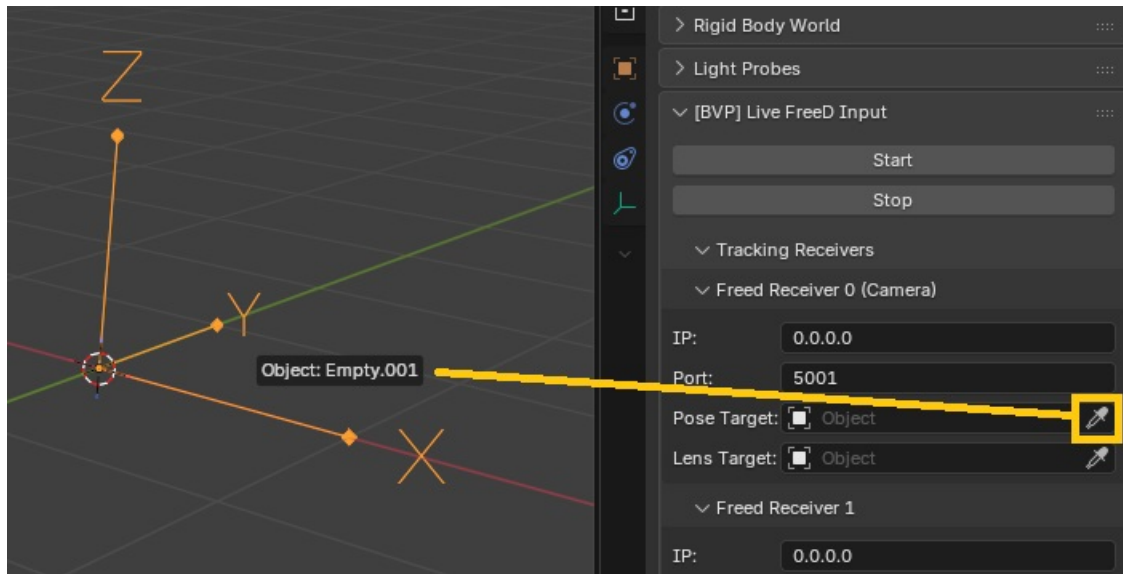 Z
Y
X
Object: Empty.001
Rigid Body World
Light Probes
[BVP] Live FreeD Input
Start
Stop
Tracking Receivers
Freed Receiver 0 (Camera)
IP: 0.0.0.0
Port: 5001
Pose Target: Object
Lens Target: Object
Freed Receiver 1
IP: 0.0.0.0